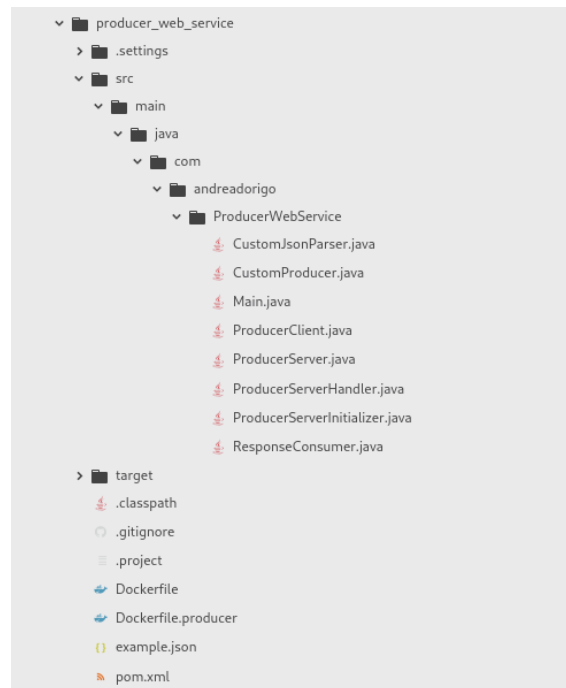 producer_web_service
.settings
src
main
java
com
andreadorigo
ProducerWebService
CustomJsonParser.java
CustomProducer.java
Main.java
ProducerClient.java
ProducerServer.java
ProducerServerHandler.java
ProducerServerInitializer.java
ResponseConsumer.java
target
.classpath
.gitignore
.project
Dockerfile
Dockerfile.producer
example.json
pom.xml